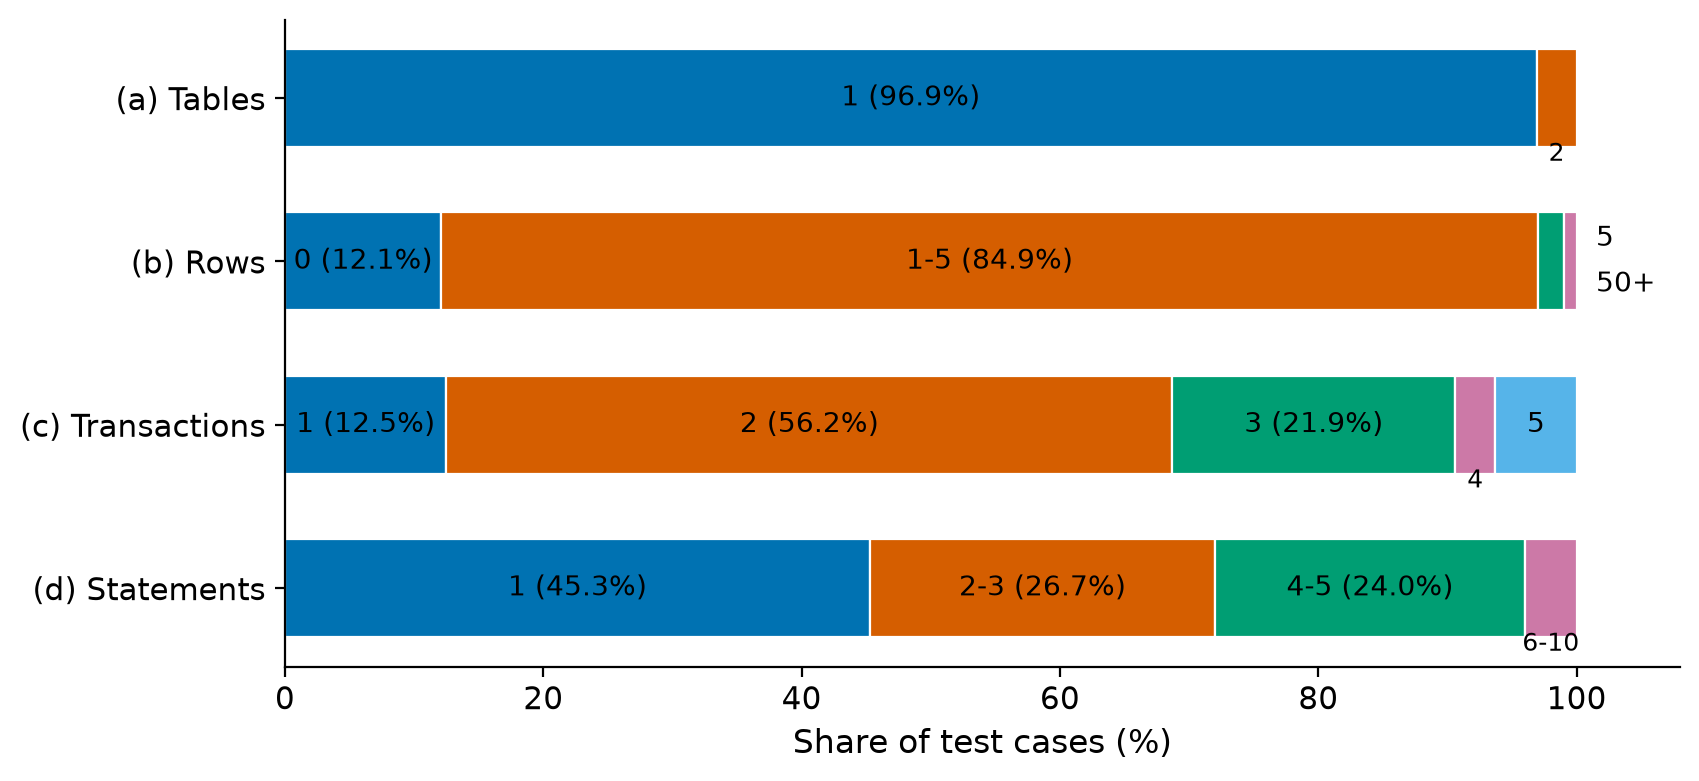 (a) Tables
1 (96.9%)
2
(b) Rows
0 (12.1%)
1-5 (84.9%)
5
50+
(c) Transactions
1 (12.5%)
2 (56.2%)
3 (21.9%)
4
5
(d) Statements
1 (45.3%)
2-3 (26.7%)
4-5 (24.0%)
6-10
0 20 40 60 80 100
Share of test cases (%)